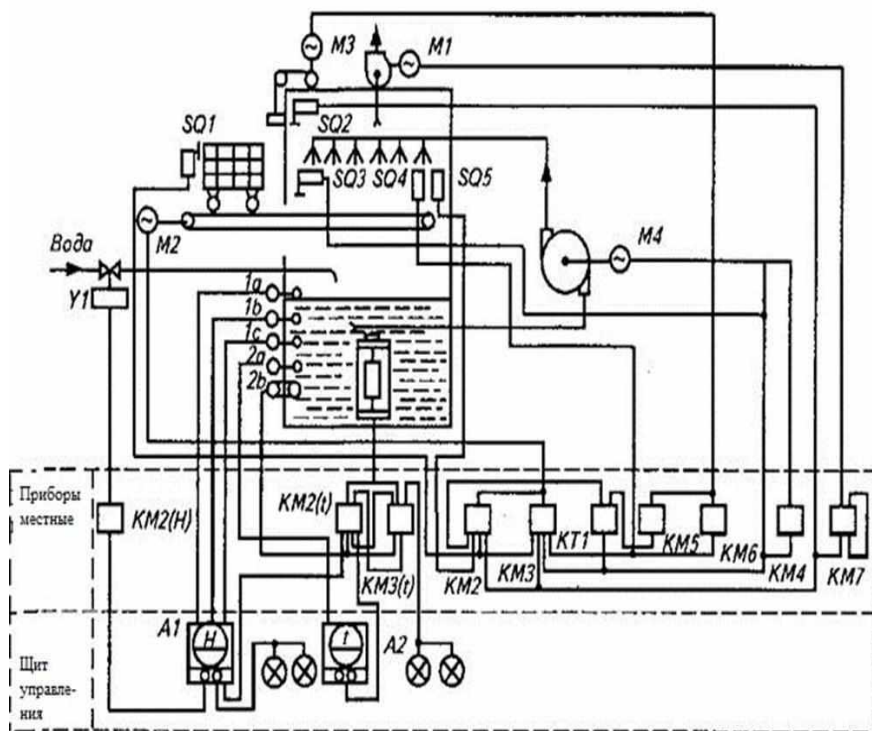 M3
M1
SQ1
SQ2
SQ3
SQ4
SQ5
M2
M4
Вода
Y1
1a
1b
1c
2a
2b
Приборы
местные
KM2(H)
KM2(t)
KM3(t)
KM2
KM3
KT1
KM5
KM6
KM4
KM7
A1
H
t
A2
Щит
управле-
ния